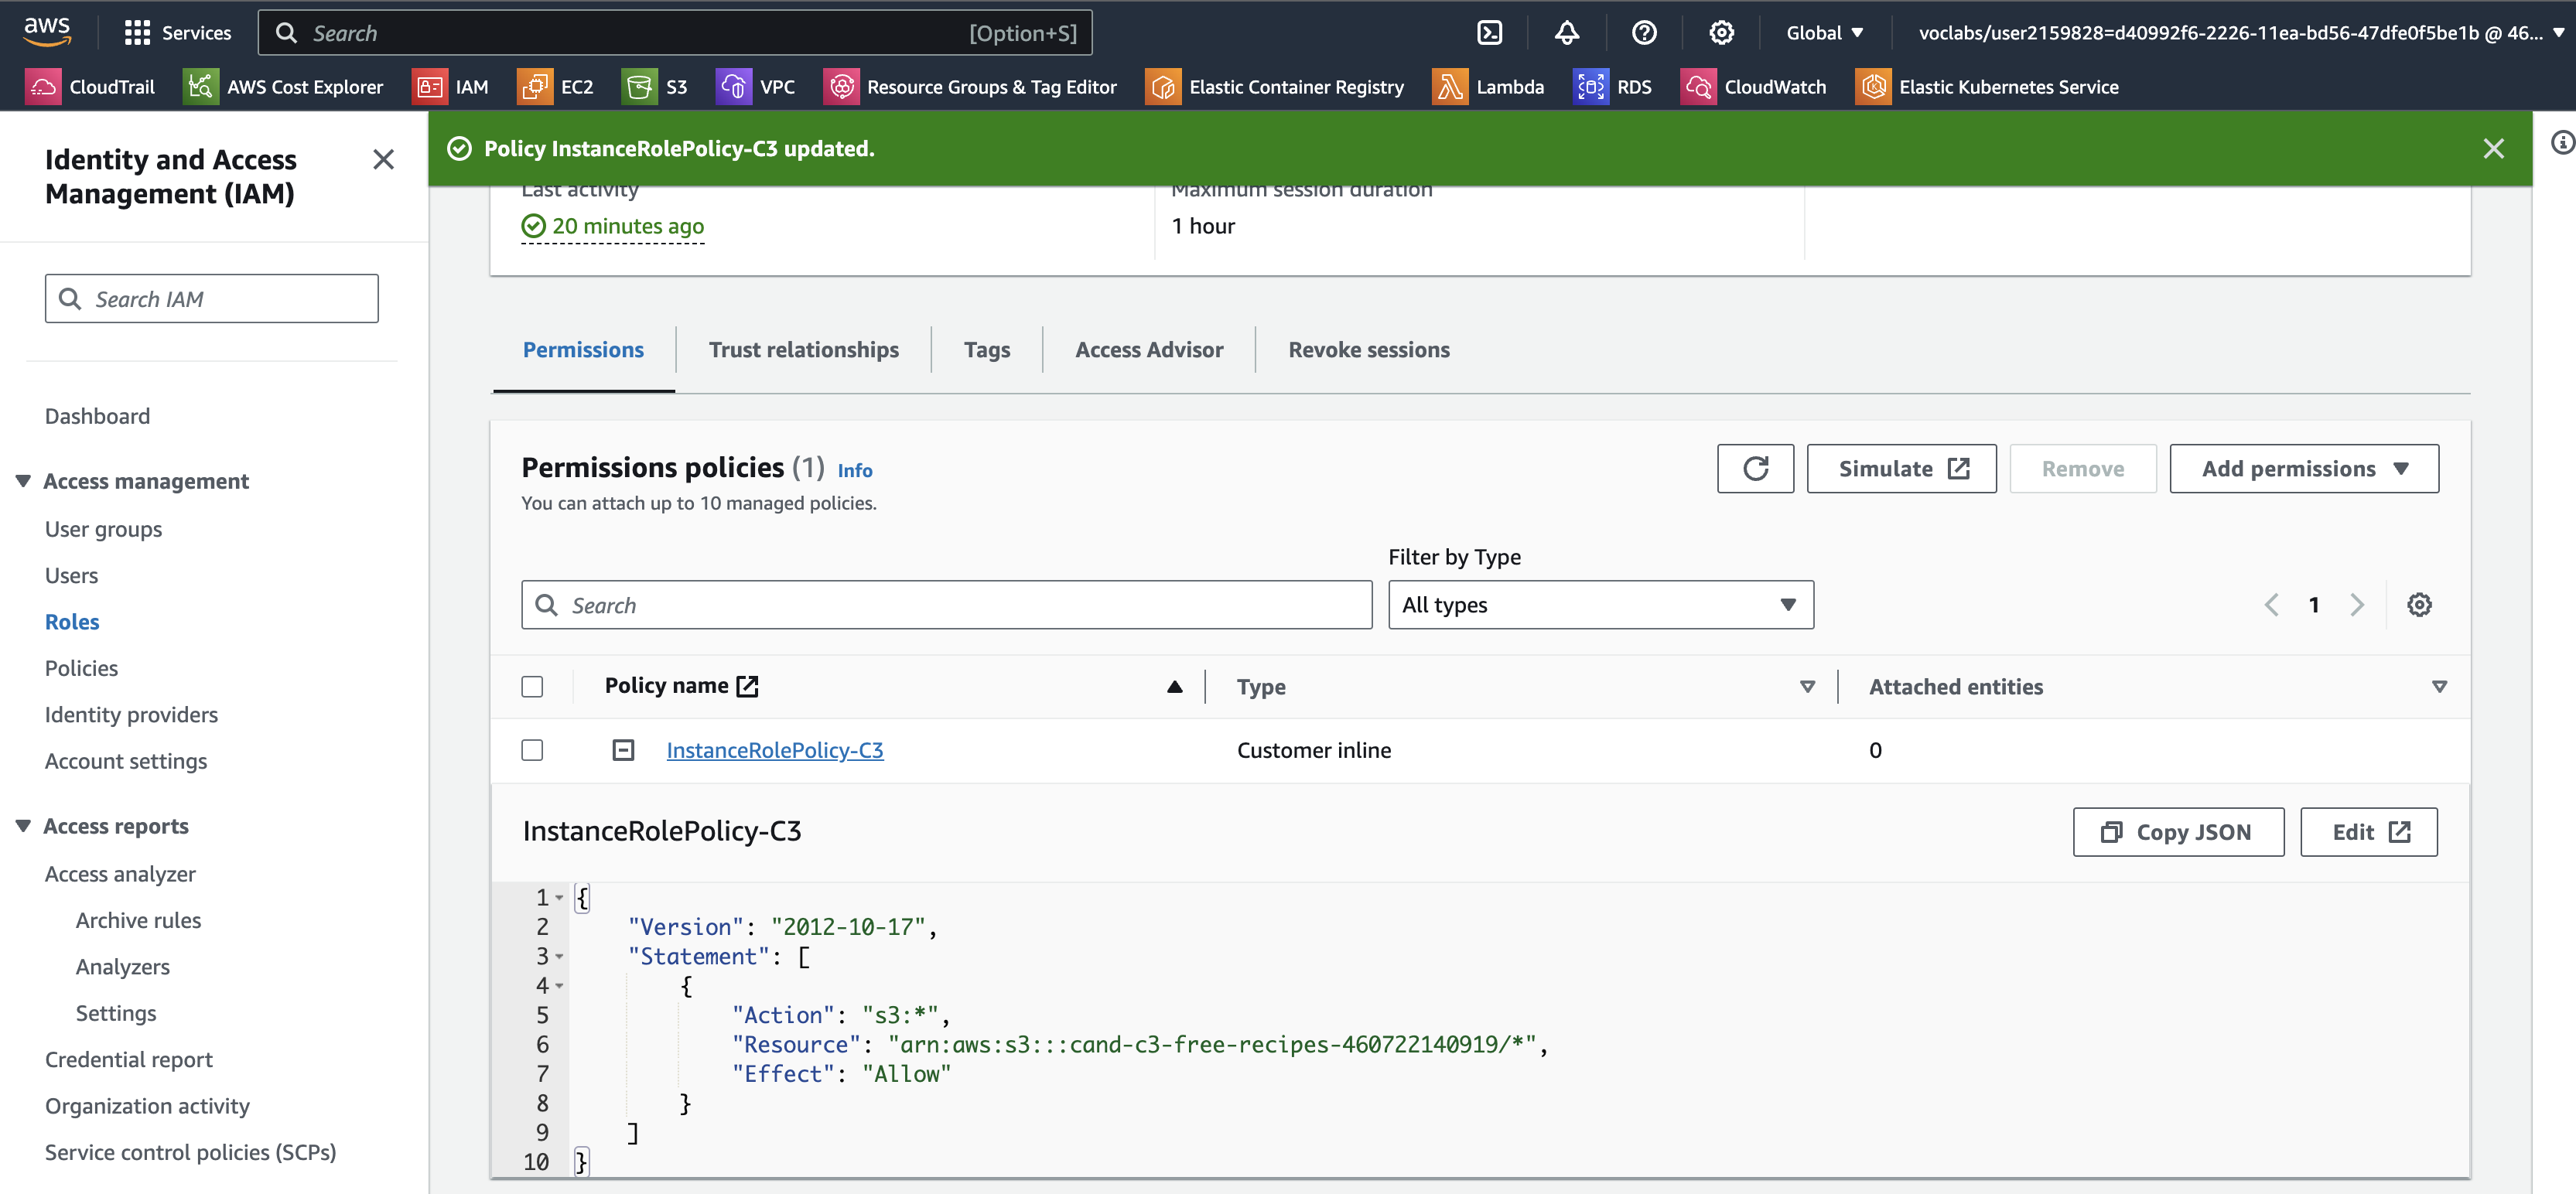 aws
Services
Search
[Option+S]
Global
voclabs/user2159828=d40992f6-2226-11ea-bd56-47dfe0f5be1b @ 46...
CloudTrail
AWS Cost Explorer
IAM
EC2
S3
VPC
Resource Groups & Tag Editor
Elastic Container Registry
Lambda
RDS
CloudWatch
Elastic Kubernetes Service
Identity and Access
Management (IAM)
Search IAM
Dashboard
Access management
User groups
Users
Roles
Policies
Identity providers
Account settings
Access reports
Access analyzer
Archive rules
Analyzers
Settings
Credential report
Organization activity
Service control policies (SCPs)
Policy InstanceRolePolicy-C3 updated.
Last activity
20 minutes ago
Maximum session duration
1 hour
Permissions
Trust relationships
Tags
Access Advisor
Revoke sessions
Permissions policies (1) Info
You can attach up to 10 managed policies.
Simulate
Remove
Add permissions
Filter by Type
Search
All types
1
Policy name
Type
Attached entities
InstanceRolePolicy-C3
Customer inline
0
InstanceRolePolicy-C3
Copy JSON
Edit
1 {
2 "Version": "2012-10-17",
3 "Statement": [
4 {
5 "Action": "s3:*",
6 "Resource": "arn:aws:s3:::cand-c3-free-recipes-460722140919/*",
7 "Effect": "Allow"
8 }
9 ]
10 }